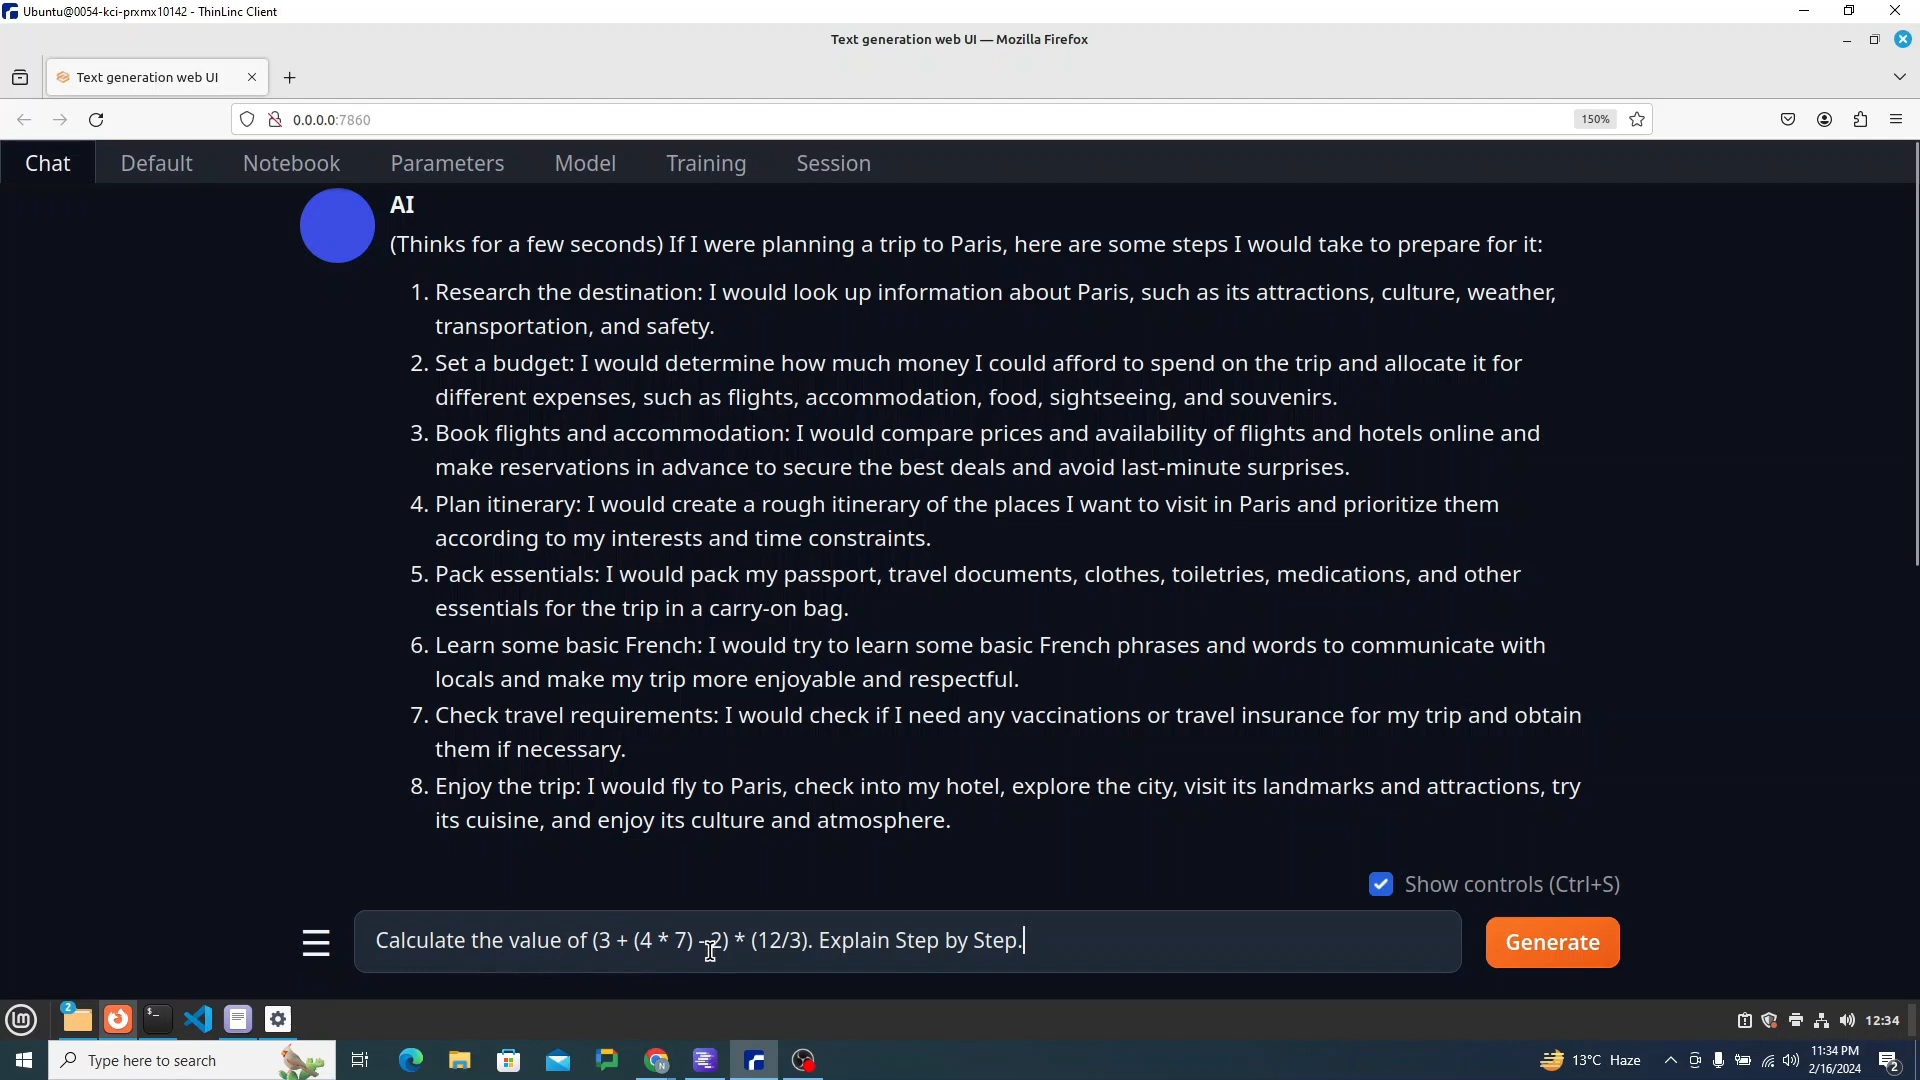 Ubuntu@0054-kci-prxmx10142 - ThinLinc Client
Text generation web UI — Mozilla Firefox
Text generation web UI
0.0.0.0:7860
150%
Chat Default Notebook Parameters Model Training Session
AI
(Thinks for a few seconds) If I were planning a trip to Paris, here are some steps I would take to prepare for it:
1. Research the destination: I would look up information about Paris, such as its attractions, culture, weather,
transportation, and safety.
2. Set a budget: I would determine how much money I could afford to spend on the trip and allocate it for
different expenses, such as flights, accommodation, food, sightseeing, and souvenirs.
3. Book flights and accommodation: I would compare prices and availability of flights and hotels online and
make reservations in advance to secure the best deals and avoid last-minute surprises.
4. Plan itinerary: I would create a rough itinerary of the places I want to visit in Paris and prioritize them
according to my interests and time constraints.
5. Pack essentials: I would pack my passport, travel documents, clothes, toiletries, medications, and other
essentials for the trip in a carry-on bag.
6. Learn some basic French: I would try to learn some basic French phrases and words to communicate with
locals and make my trip more enjoyable and respectful.
7. Check travel requirements: I would check if I need any vaccinations or travel insurance for my trip and obtain
them if necessary.
8. Enjoy the trip: I would fly to Paris, check into my hotel, explore the city, visit its landmarks and attractions, try
its cuisine, and enjoy its culture and atmosphere.
Show controls (Ctrl+S)
Calculate the value of (3 + (4 * 7) - 2) * (12/3). Explain Step by Step.
Generate
2
12:34
Type here to search
13°C Haze
11:34 PM
2/16/2024
2